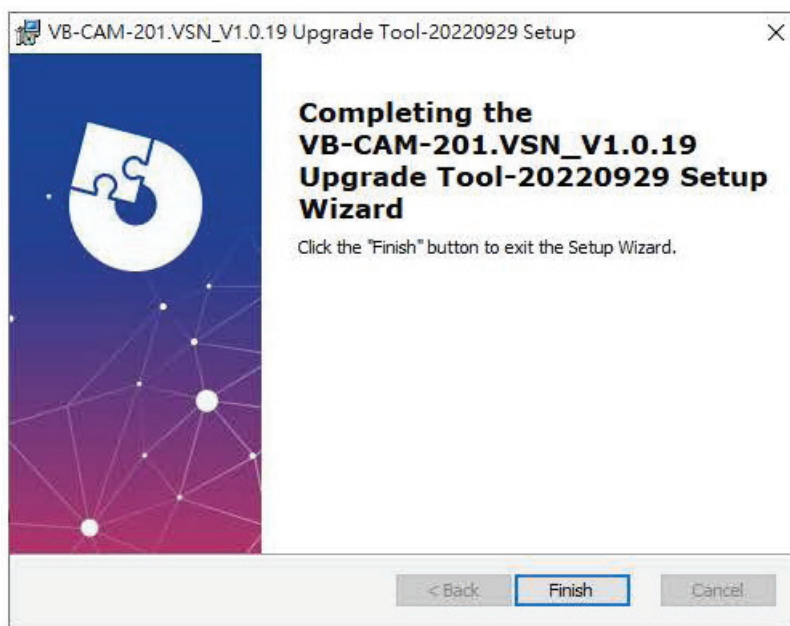 VB-CAM-201.VSN_V1.0.19 Upgrade Tool-20220929 Setup
Completing the
VB-CAM-201.VSN_V1.0.19
Upgrade Tool-20220929 Setup
Wizard
Click the "Finish" button to exit the Setup Wizard.
< Back Finish Cancel